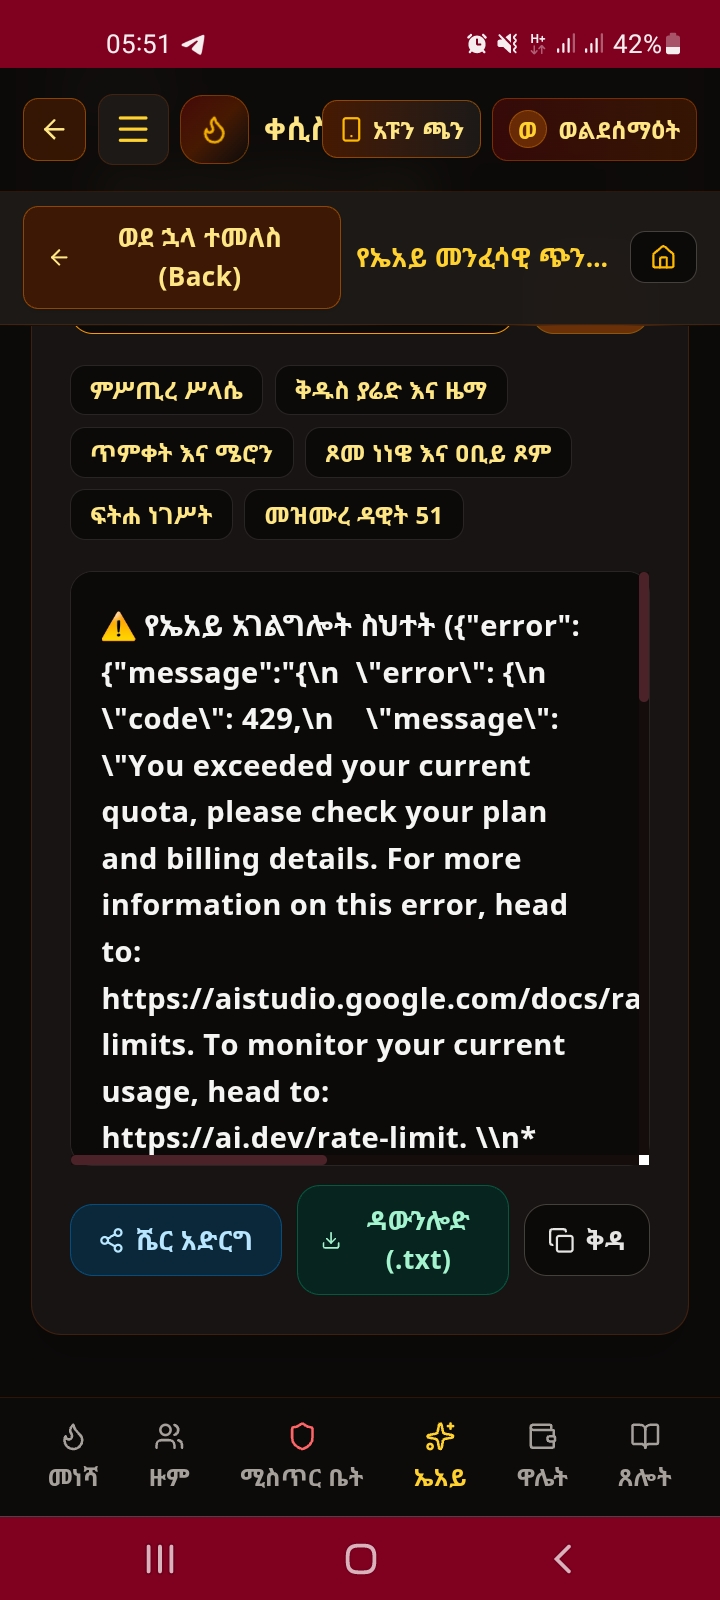 05:51
H+
42%
ቀሲስ
አፑን ጫን
ወ
ወልደሰማዕት
ወደ ኋላ ተመለስ
(Back)
የኤአይ መንፈሳዊ ጭን...
ምሥጢረ ሥላሴ
ቅዱስ ያሬድ እና ዜማ
ጥምቀት እና ሜሮን
ጾመ ነነዌ እና ዐቢይ ጾም
ፍትሐ ነገሥት
መዝሙረ ዳዊት 51
የኤአይ አገልግሎት ስህተት ({"error":
{"message":"{\n  \"error\": {\n
\"code\": 429,\n    \"message\":
\"You exceeded your current
quota, please check your plan
and billing details. For more
information on this error, head
to:
https://aistudio.google.com/docs/ra
limits. To monitor your current
usage, head to:
https://ai.dev/rate-limit. \\n*
ሼር አድርግ
ዳውንሎድ
(.txt)
ቅዳ
መነሻ
ዙም
ሚስጥር ቤት
ኤአይ
ዋሌት
ጸሎት